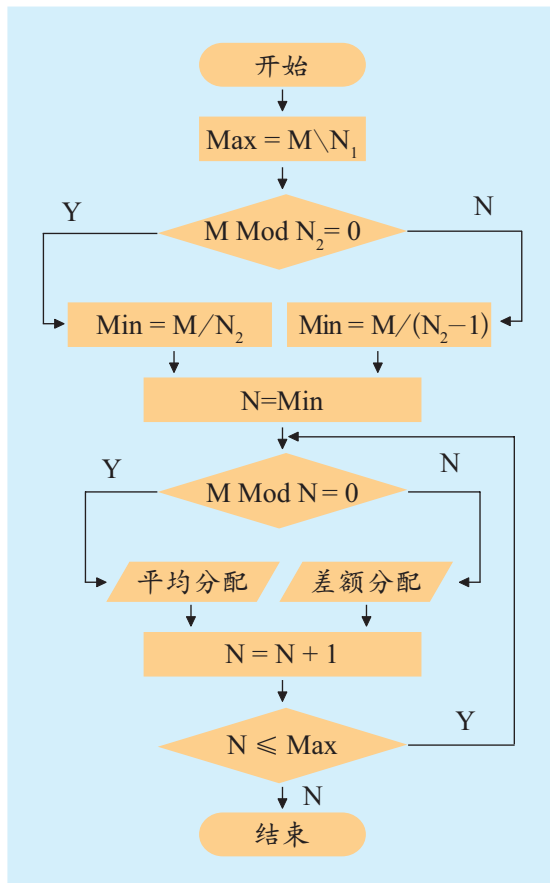 开始
Max = M\N₁
Y
N
M Mod N₂= 0
Min = M/N₂
Min = M/(N₂−1)
N=Min
Y
N
M Mod N = 0
平均分配
差额分配
N = N + 1
Y
N ⩽ Max
N
结束